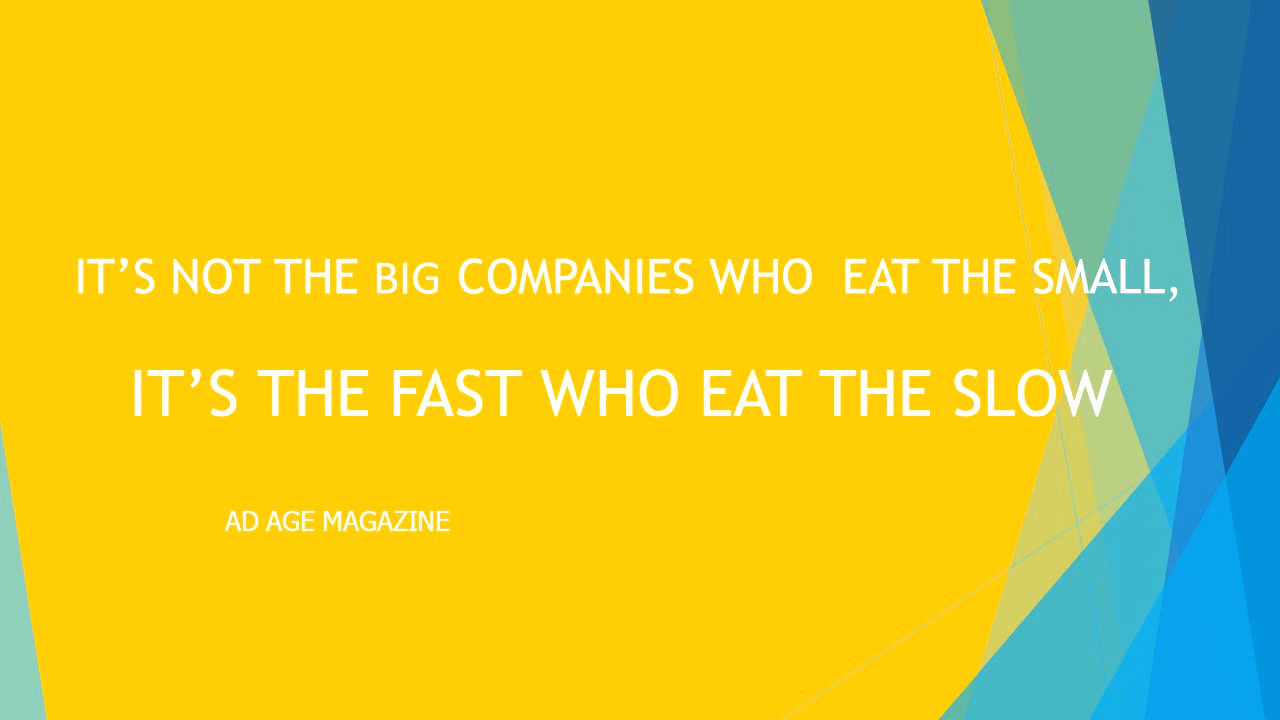 IT’S NOT THE BIG COMPANIES WHO  EAT THE SMALL,
IT’S THE FAST WHO EAT THE SLOW
AD AGE MAGAZINE